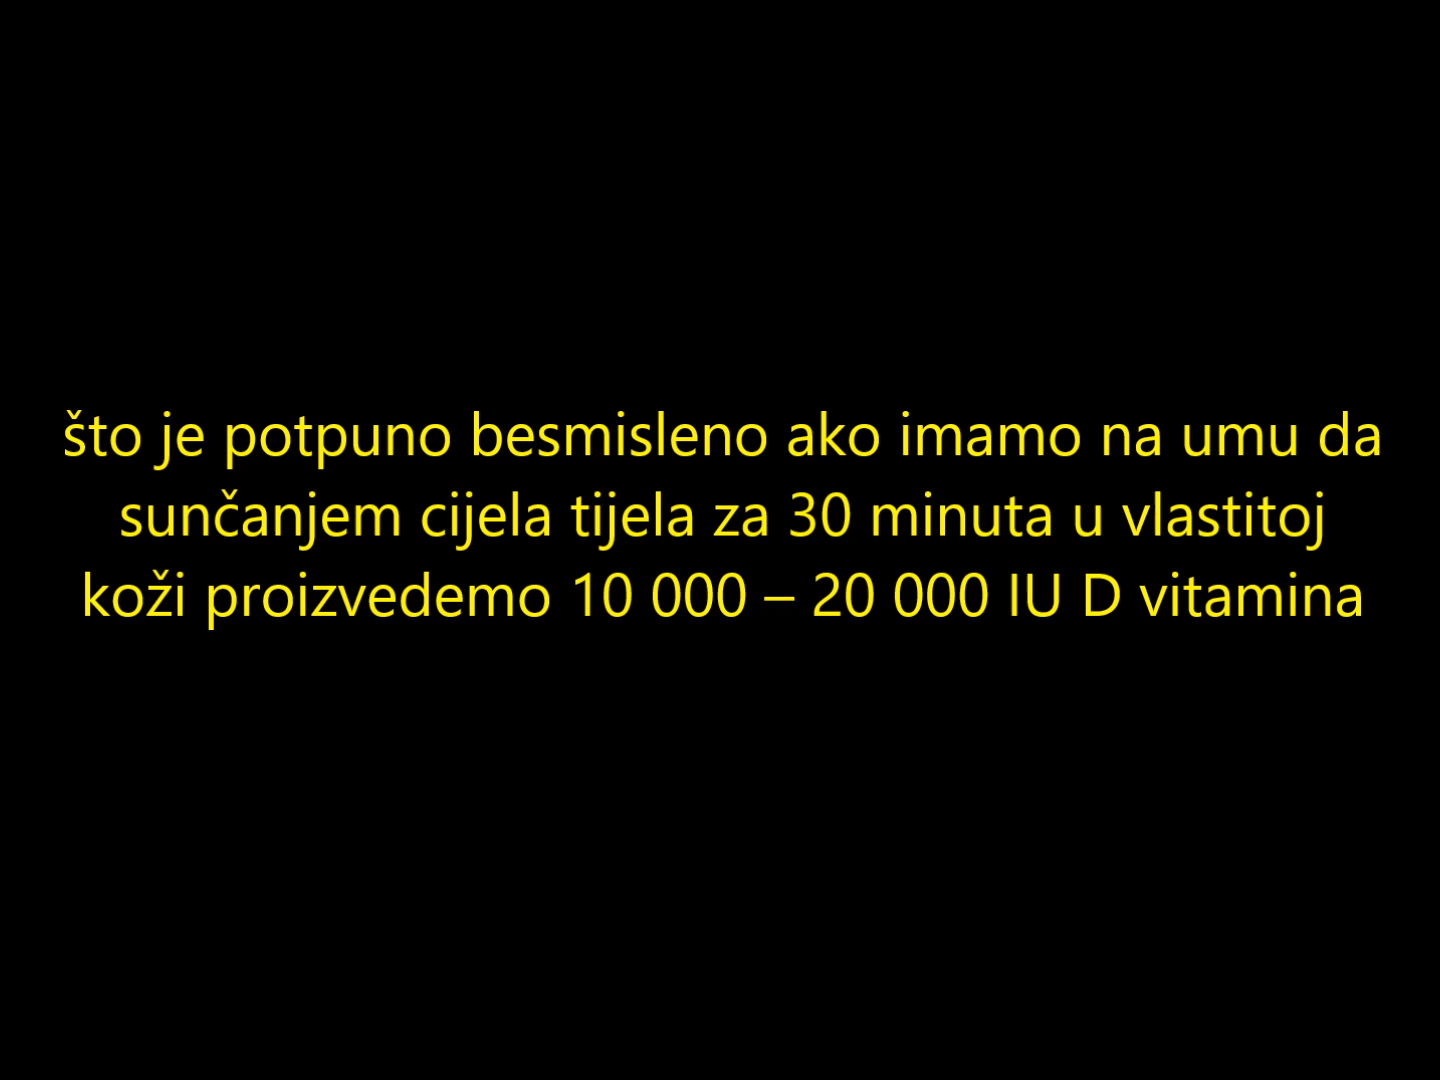 što je potpuno besmisleno ako imamo na umu da
sunčanjem cijela tijela za 30 minuta u vlastitoj
koži proizvedemo 10 000 – 20 000 IU D vitamina